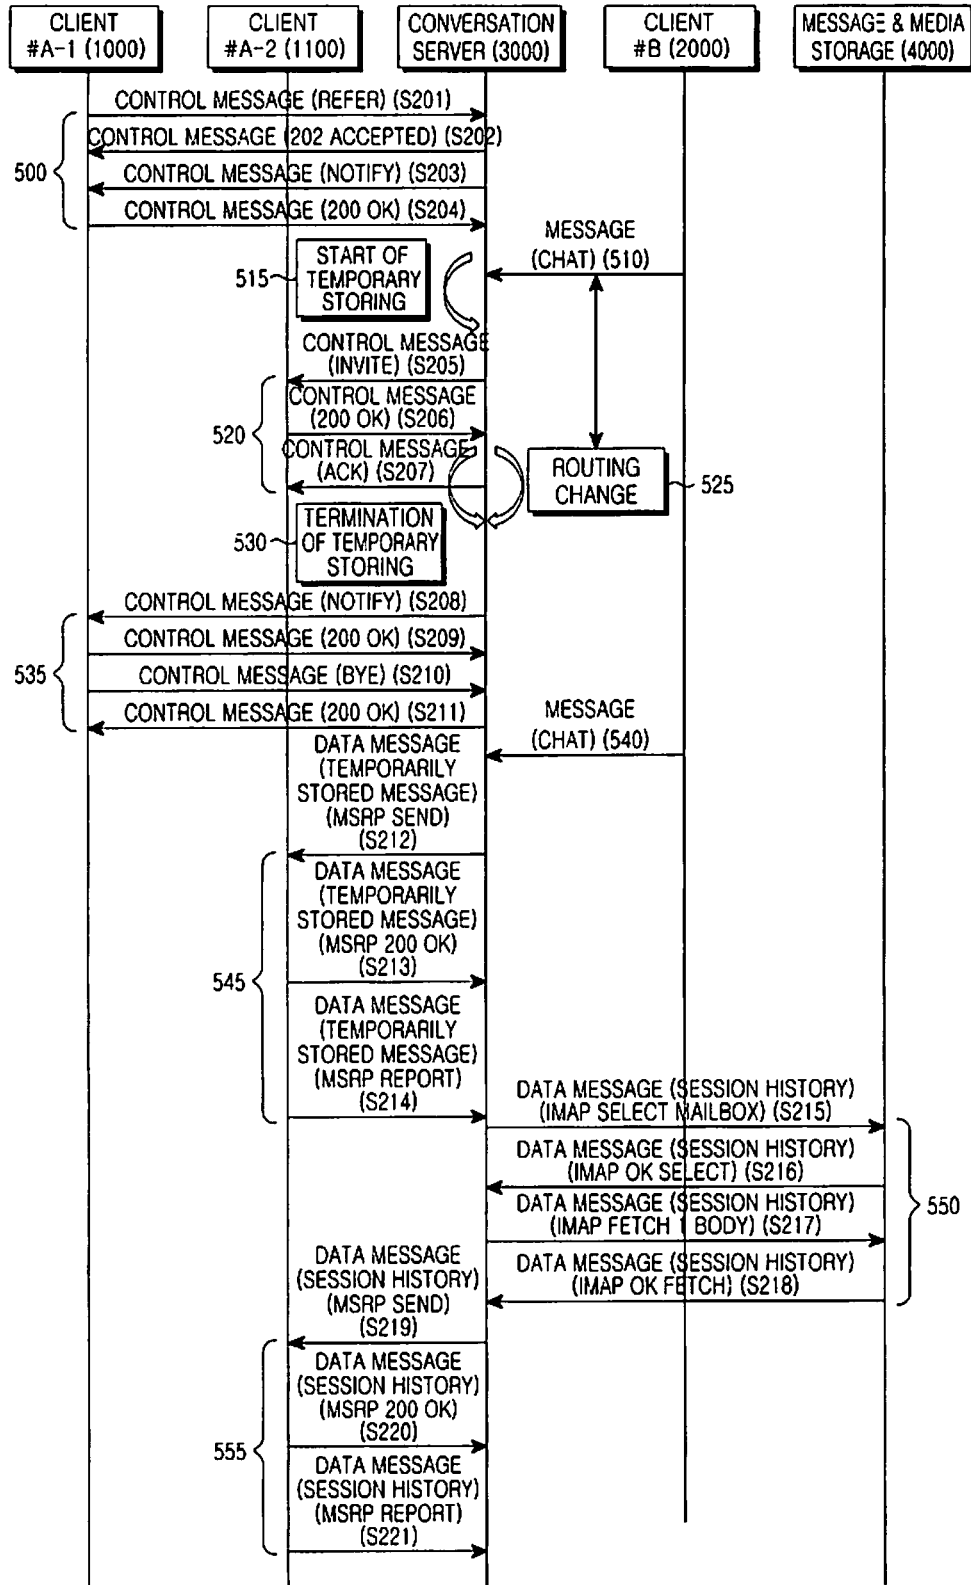 CLIENT
#A-1 (1000)
CLIENT
#A-2 (1100)
CONVERSATION
SERVER (3000)
CLIENT
#B (2000)
MESSAGE & MEDIA
STORAGE (4000)
CONTROL MESSAGE (REFER) (S201)
CONTROL MESSAGE (202 ACCEPTED) (S202)
500
CONTROL MESSAGE (NOTIFY) (S203)
CONTROL MESSAGE (200 OK) (S204)
MESSAGE
(CHAT) (510)
515
START OF
TEMPORARY
STORING
CONTROL MESSAGE
(INVITE) (S205)
520
CONTROL MESSAGE
(200 OK) (S206)
CONTROL MESSAGE
(ACK) (S207)
ROUTING
CHANGE
525
530
TERMINATION
OF TEMPORARY
STORING
CONTROL MESSAGE (NOTIFY) (S208)
535
CONTROL MESSAGE (200 OK) (S209)
CONTROL MESSAGE (BYE) (S210)
CONTROL MESSAGE (200 OK) (S211)
MESSAGE
(CHAT) (540)
DATA MESSAGE
(TEMPORARILY
STORED MESSAGE)
(MSRP SEND)
(S212)
545
DATA MESSAGE
(TEMPORARILY
STORED MESSAGE)
(MSRP 200 OK)
(S213)
DATA MESSAGE
(TEMPORARILY
STORED MESSAGE)
(MSRP REPORT)
(S214)
DATA MESSAGE (SESSION HISTORY)
(IMAP SELECT MAILBOX) (S215)
DATA MESSAGE (SESSION HISTORY)
(IMAP OK SELECT) (S216)
550
DATA MESSAGE (SESSION HISTORY)
(IMAP FETCH 1 BODY) (S217)
DATA MESSAGE (SESSION HISTORY)
(IMAP OK FETCH) (S218)
DATA MESSAGE
(SESSION HISTORY)
(MSRP SEND)
(S219)
555
DATA MESSAGE
(SESSION HISTORY)
(MSRP 200 OK)
(S220)
DATA MESSAGE
(SESSION HISTORY)
(MSRP REPORT)
(S221)